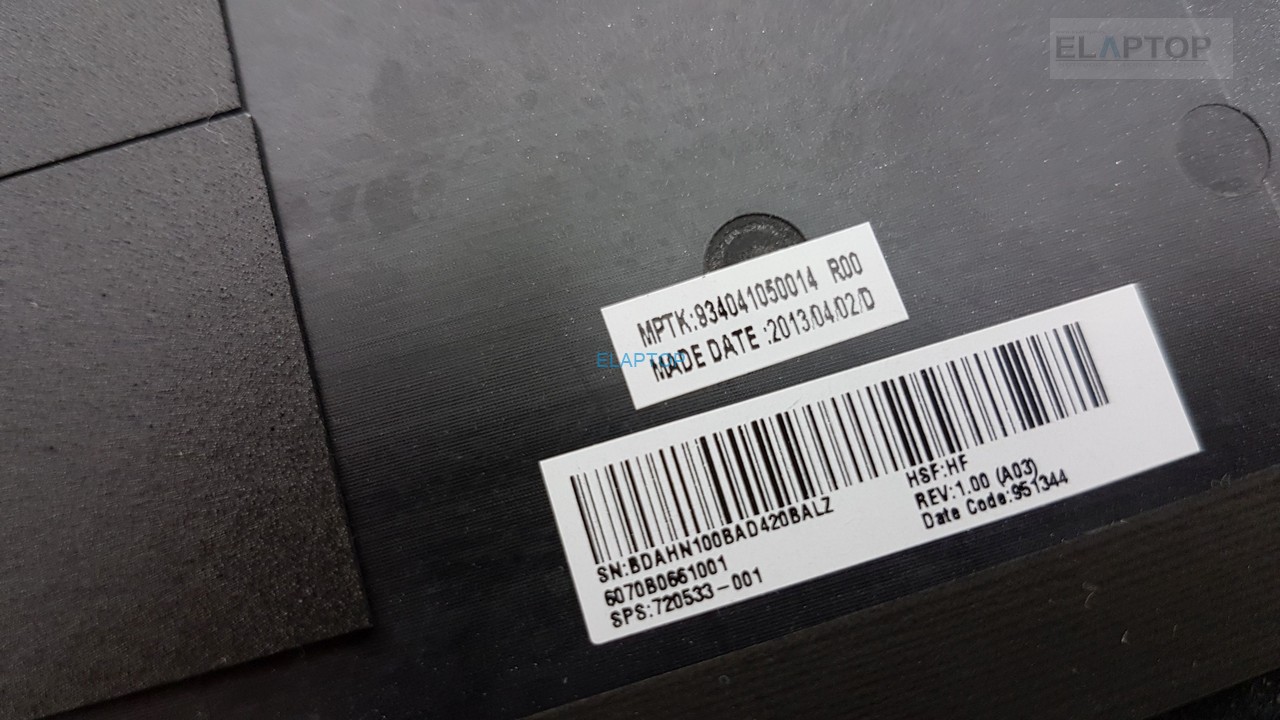 ELAPTOP
MPTK:934041050014 R00
MADE DATE :2013/04/02/D
ELAPTOP
SN:BDAHN100BAD420BALZ
6070B0661001
SPS:720533-001
HSF:HF
REV:1.00 (A03)
Date Code:951344